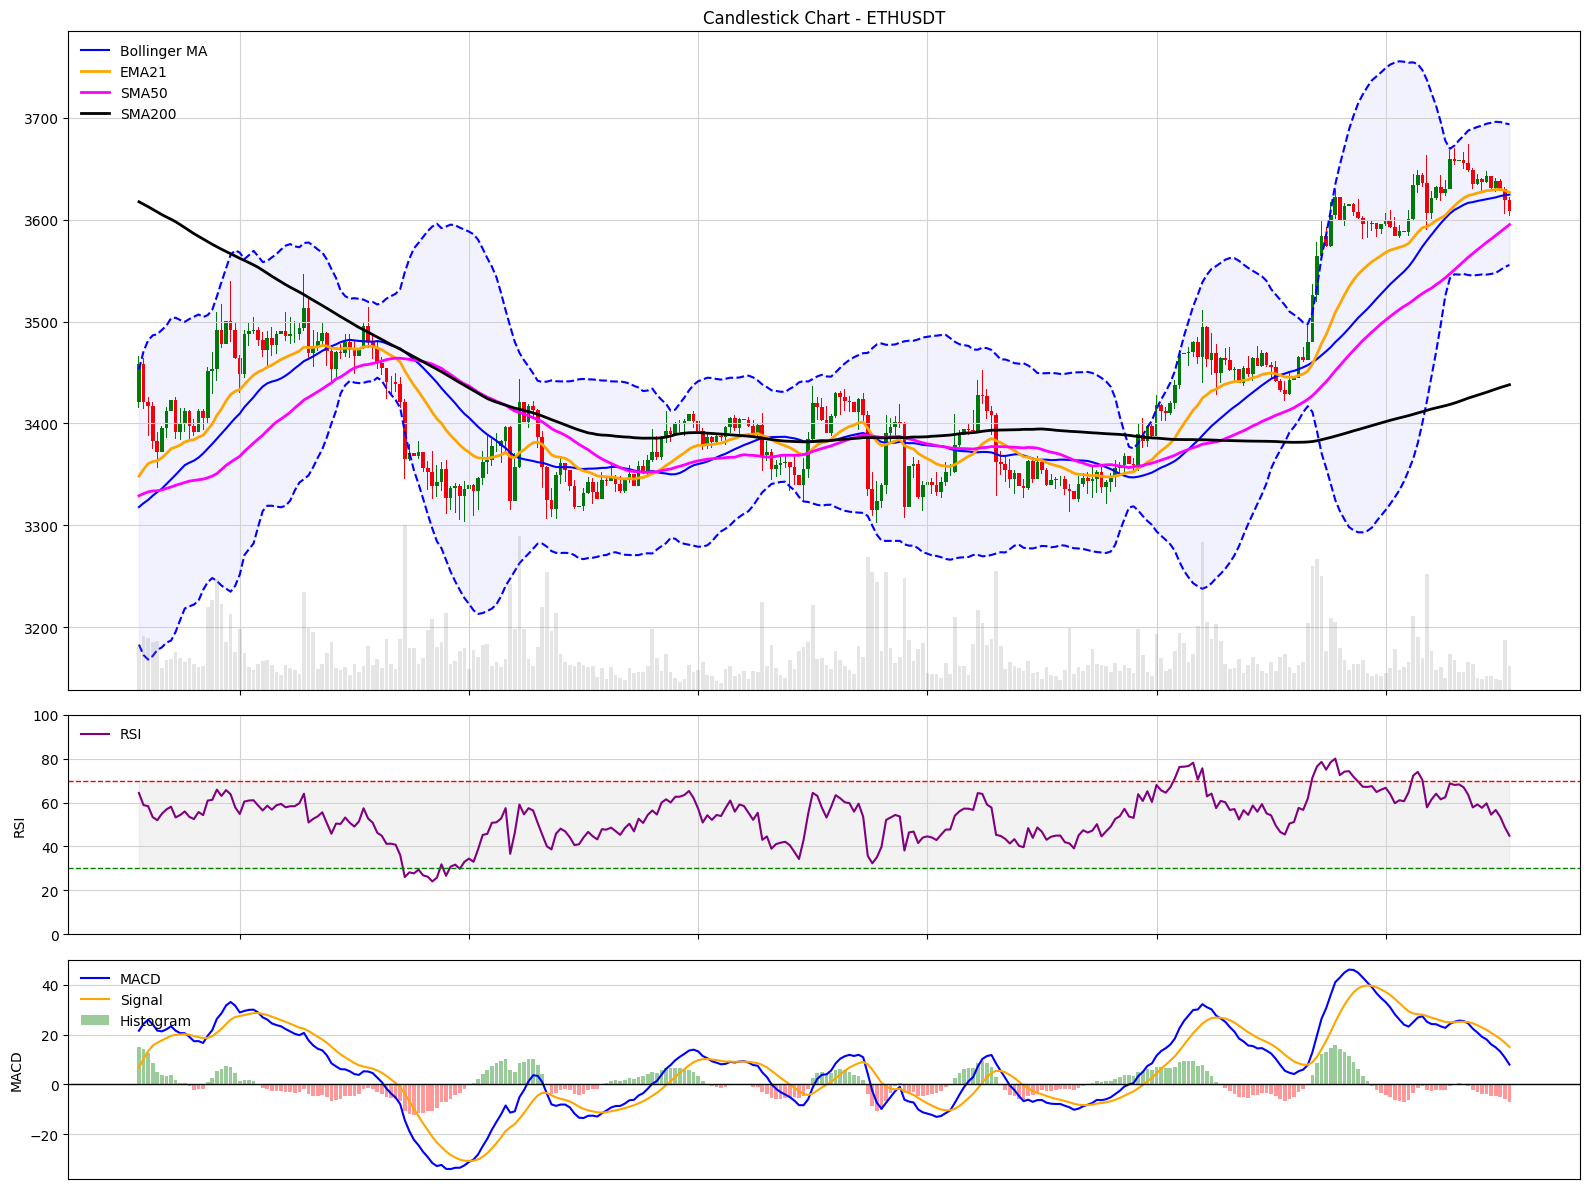 Candlestick Chart - ETHUSDT
Bollinger MA
EMA21
SMA50
SMA200
3700
3600
3500
3400
3300
3200
100
80
60
40
20
0
RSI
RSI
40
20
0
−20
MACD
MACD
Signal
Histogram